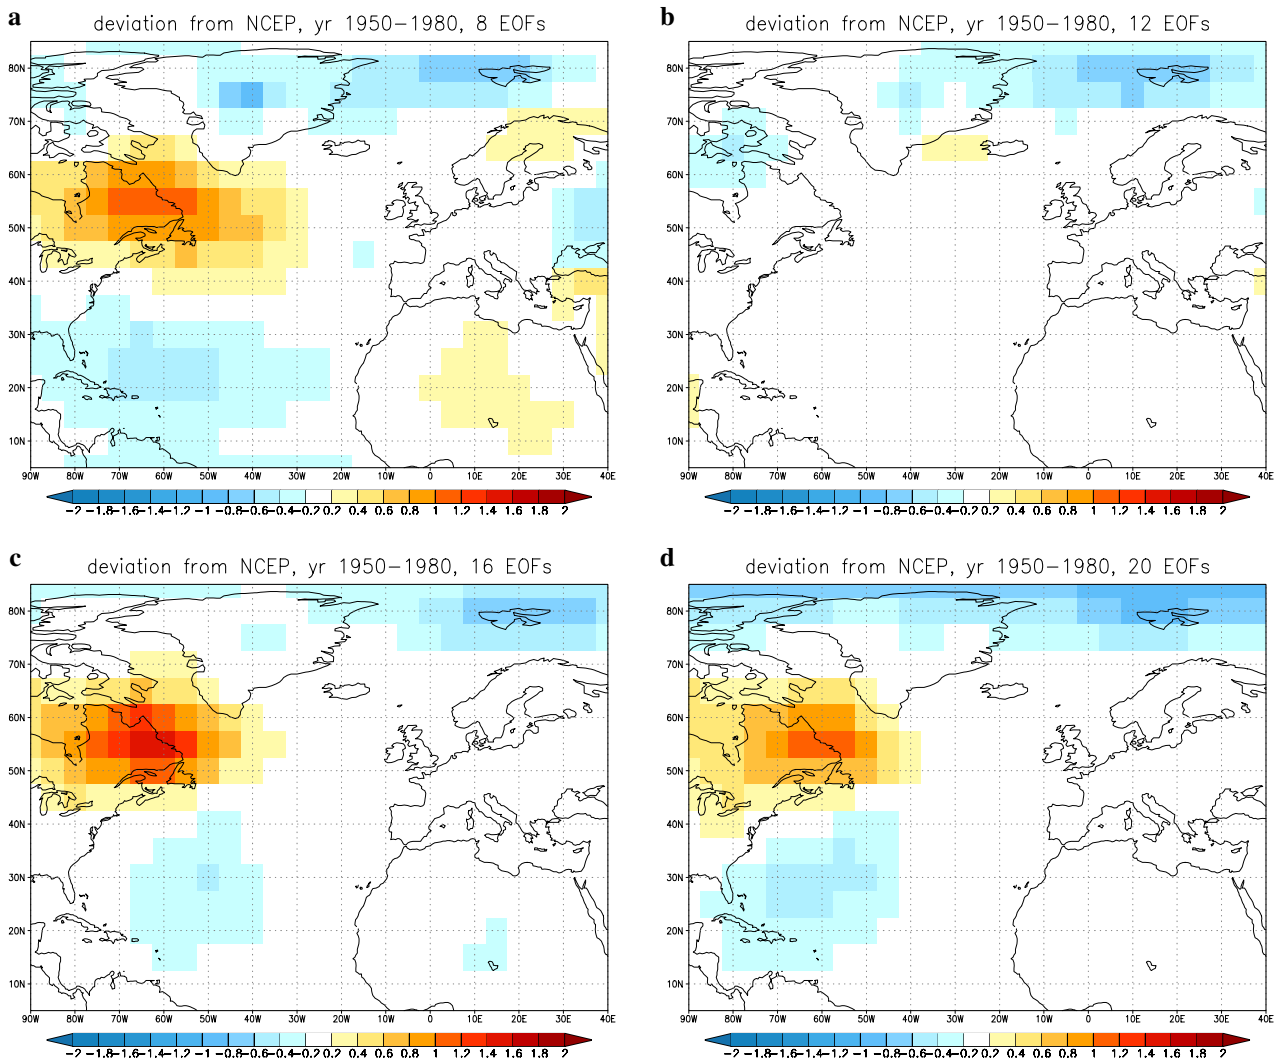 a deviation from NCEP, yr 1950−1980, 8 EOFs
80N
70N
60N
50N
40N
30N
20N
10N
90W 80W 70W 60W 50W 40W 30W 20W 10W 0 10E 20E 30E 40E
−2 −1.8 −1.6 −1.4 −1.2 −1 −0.8 −0.6 −0.4 −0.2 0.2 0.4 0.6 0.8 1 1.2 1.4 1.6 1.8 2
b deviation from NCEP, yr 1950−1980, 12 EOFs
80N
70N
60N
50N
40N
30N
20N
10N
90W 80W 70W 60W 50W 40W 30W 20W 10W 0 10E 20E 30E 40E
−2 −1.8 −1.6 −1.4 −1.2 −1 −0.8 −0.6 −0.4 −0.2 0.2 0.4 0.6 0.8 1 1.2 1.4 1.6 1.8 2
c deviation from NCEP, yr 1950−1980, 16 EOFs
80N
70N
60N
50N
40N
30N
20N
10N
90W 80W 70W 60W 50W 40W 30W 20W 10W 0 10E 20E 30E 40E
−2 −1.8 −1.6 −1.4 −1.2 −1 −0.8 −0.6 −0.4 −0.2 0.2 0.4 0.6 0.8 1 1.2 1.4 1.6 1.8 2
d deviation from NCEP, yr 1950−1980, 20 EOFs
80N
70N
60N
50N
40N
30N
20N
10N
90W 80W 70W 60W 50W 40W 30W 20W 10W 0 10E 20E 30E 40E
−2 −1.8 −1.6 −1.4 −1.2 −1 −0.8 −0.6 −0.4 −0.2 0.2 0.4 0.6 0.8 1 1.2 1.4 1.6 1.8 2